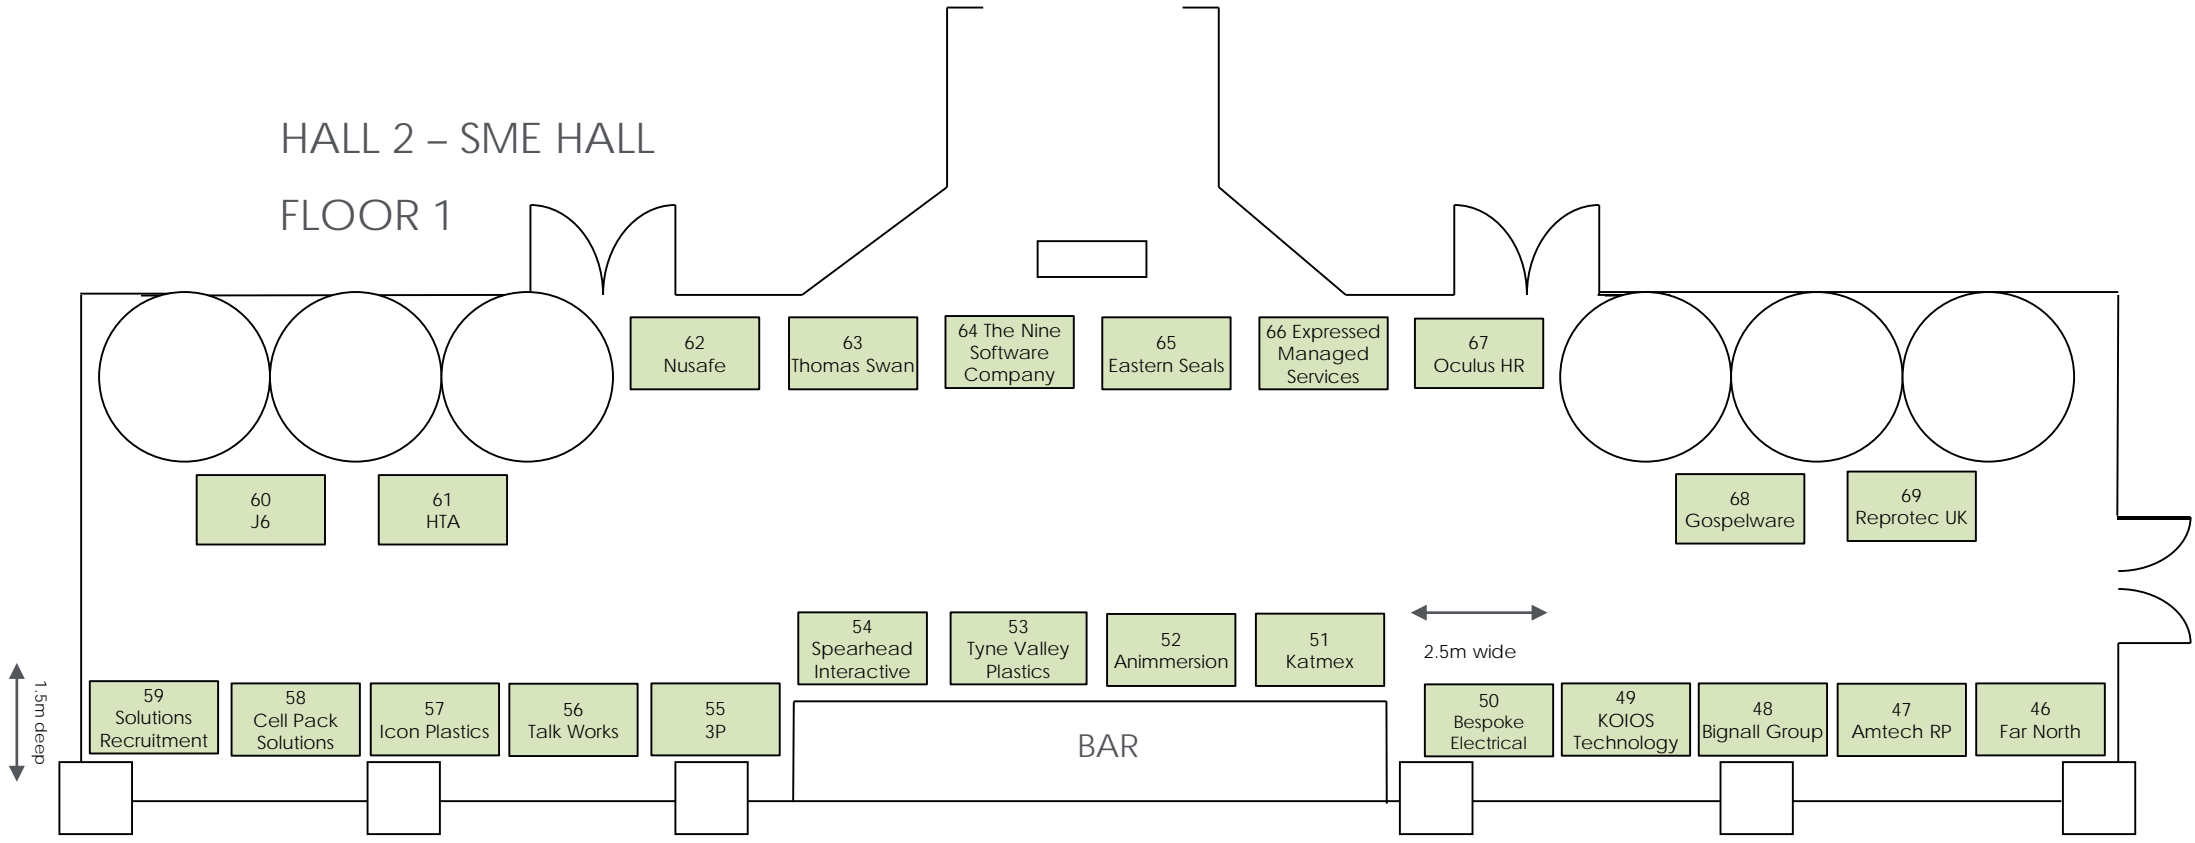 HALL 2 – SME HALL
FLOOR 1
62
Nusafe
63
Thomas Swan
64 The Nine
Software
Company
65
Eastern Seals
66 Expressed
Managed
Services
67
Oculus HR
60
J6
61
HTA
68
Gospelware
69
Reprotec UK
54
Spearhead
Interactive
53
Tyne Valley
Plastics
52
Animmersion
51
Katmex
2.5m wide
1.5m deep
59
Solutions
Recruitment
58
Cell Pack
Solutions
57
Icon Plastics
56
Talk Works
55
3P
BAR
50
Bespoke
Electrical
49
KOIOS
Technology
48
Bignall Group
47
Amtech RP
46
Far North